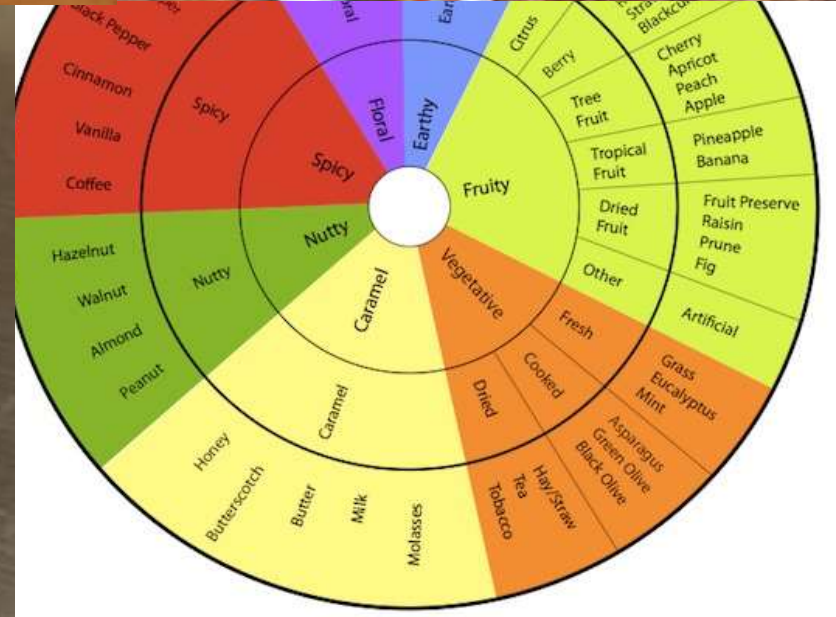 Black Pepper
Cinnamon
Vanilla
Coffee
Spicy
Spicy
Floral
Earthy
Fruity
Citrus
Berry
Tree
Fruit
Cherry
Apricot
Peach
Apple
Tropical
Fruit
Pineapple
Banana
Dried
Fruit
Fruit Preserve
Raisin
Prune
Fig
Other
Artificial
Vegetative
Fresh
Grass
Eucalyptus
Mint
Cooked
Asparagus
Green Olive
Black Olive
Dried
Hay/Straw
Tea
Tobacco
Caramel
Caramel
Molasses
Milk
Butter
Butterscotch
Honey
Nutty
Nutty
Hazelnut
Walnut
Almond
Peanut